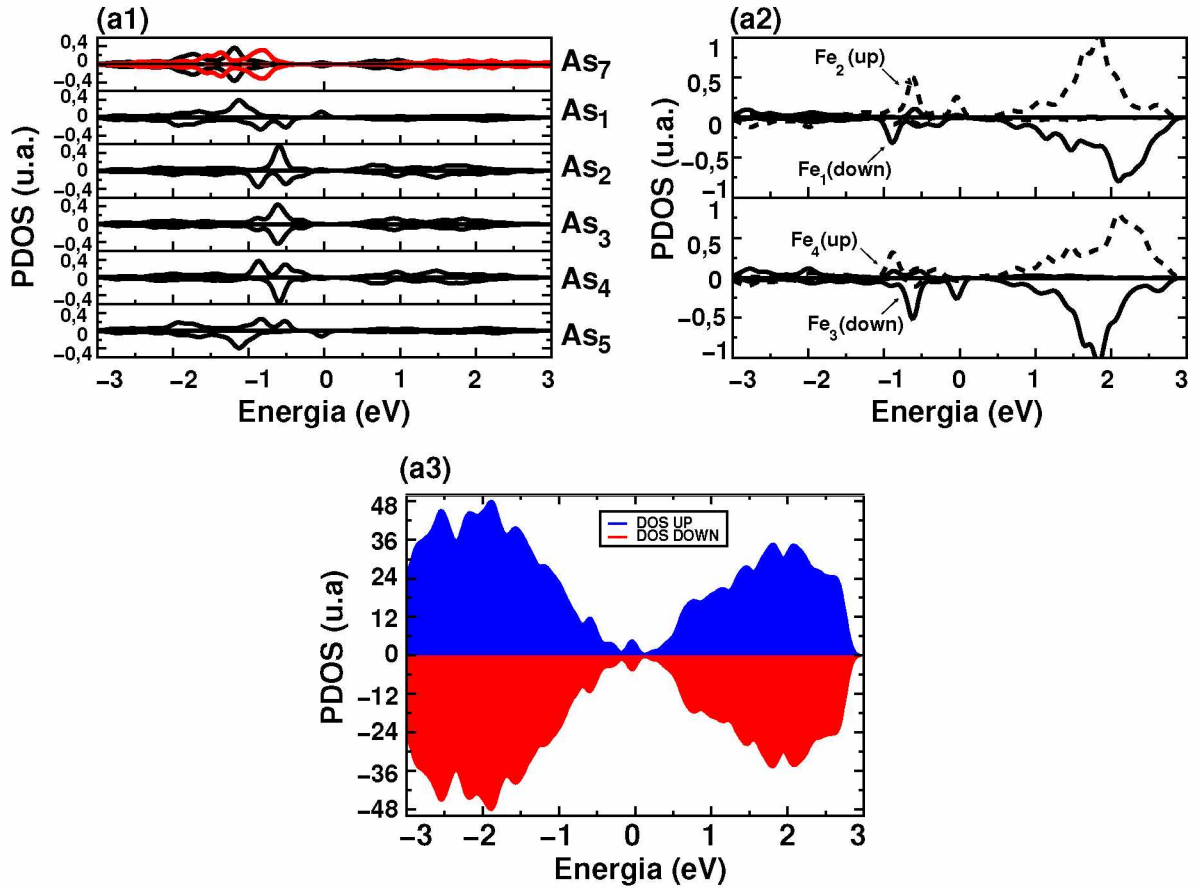 (a1)
0,4
0
−0,4
As7
0,4
0
−0,4
As1
0,4
0
−0,4
As2
0,4
0
−0,4
As3
0,4
0
−0,4
As4
0,4
0
−0,4
As5
PDOS (u.a.)
−3 −2 −1 0 1 2 3
Energia (eV)
(a2)
1
0,5
0
−0,5
−1
Fe2 (up)
Fe1(down)
1
0,5
0
−0,5
−1
Fe4(up)
Fe3(down)
PDOS (u.a.)
−3 −2 −1 0 1 2 3
Energia (eV)
(a3)
48
36
24
12
0
−12
−24
−36
−48
DOS UP
DOS DOWN
PDOS (u.a)
−3 −2 −1 0 1 2 3
Energia (eV)